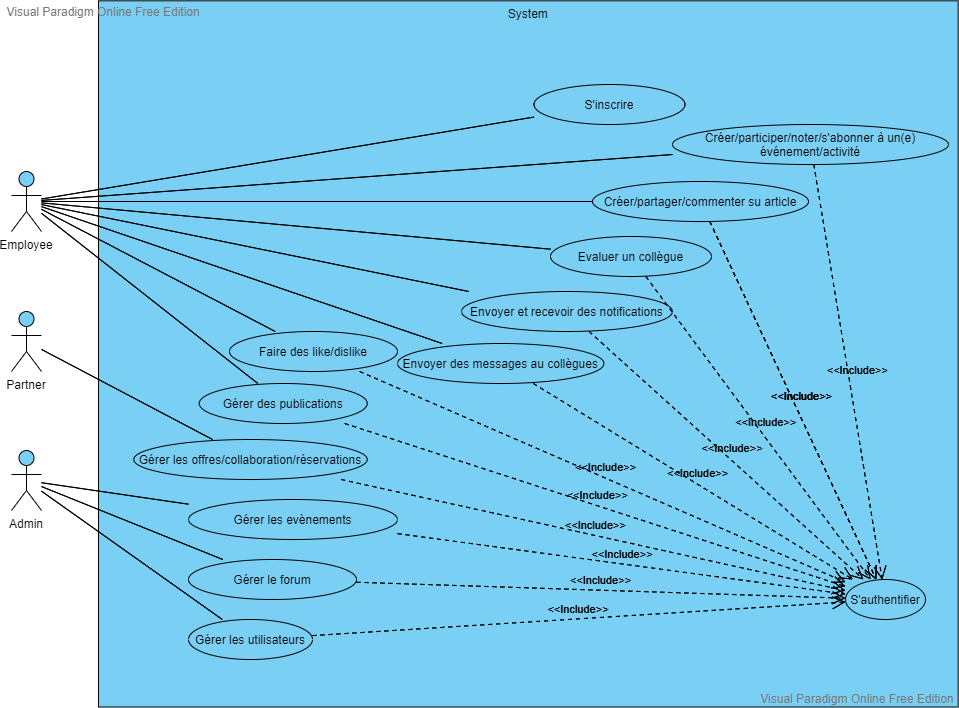 Visual Paradigm Online Free Edition
System
S'inscrire
Créer/participer/noter/s'abonner à un(e)
événement/activité
Employee
Créer/partager/commenter su article
Evaluer un collègue
Envoyer et recevoir des notifications
Faire des like/dislike
Envoyer des messages au collègues
Partner
<<Include>>
<<Include>>
Gérer des publications
<<Include>>
<<Include>>
Gérer les offres/collaboration/réservations
<<Include>>
<<Include>>
<<Include>>
Admin
Gérer les evènements
<<Include>>
<<Include>>
Gérer le forum
<<Include>>
S'authentifier
<<Include>>
Gérer les utilisateurs
Visual Paradigm Online Free Edition